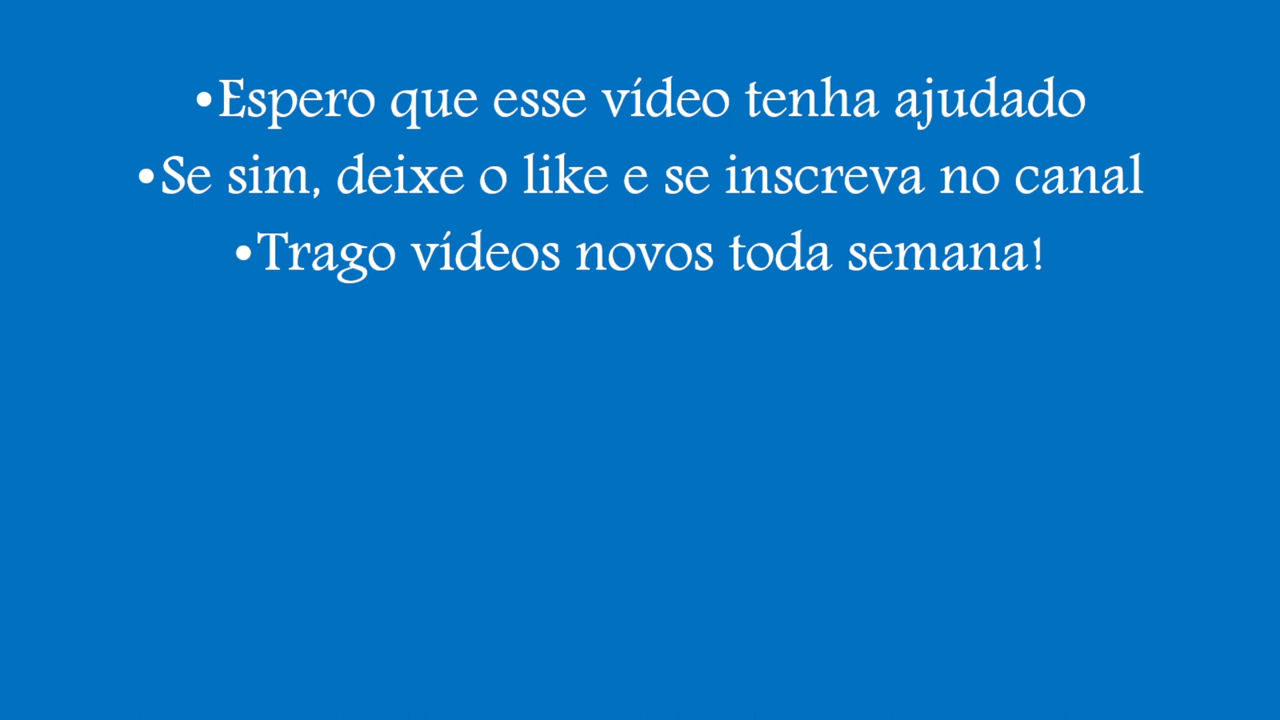 •Espero que esse vídeo tenha ajudado
•Se sim, deixe o like e se inscreva no canal
•Trago vídeos novos toda semana!